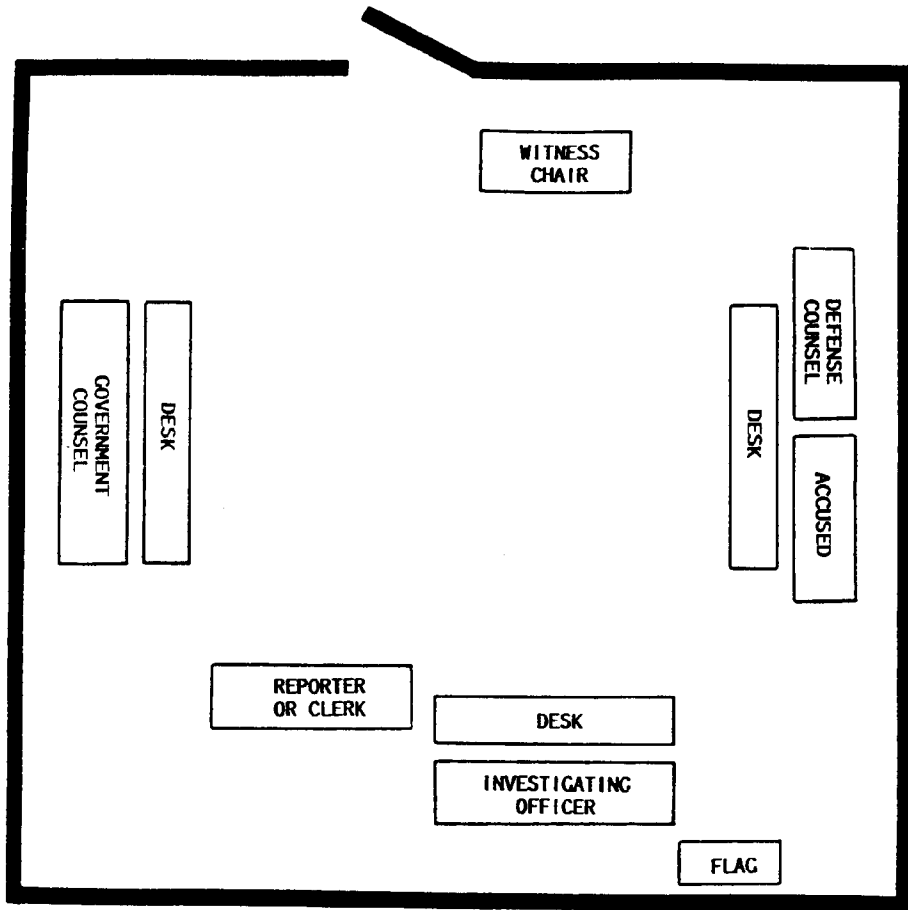 WITNESS
CHAIR
DEFENSE
COUNSEL
GOVERNMENT
COUNSEL
DESK
DESK
ACCUSED
REPORTER
OR CLERK
DESK
INVESTIGATING
OFFICER
FLAG